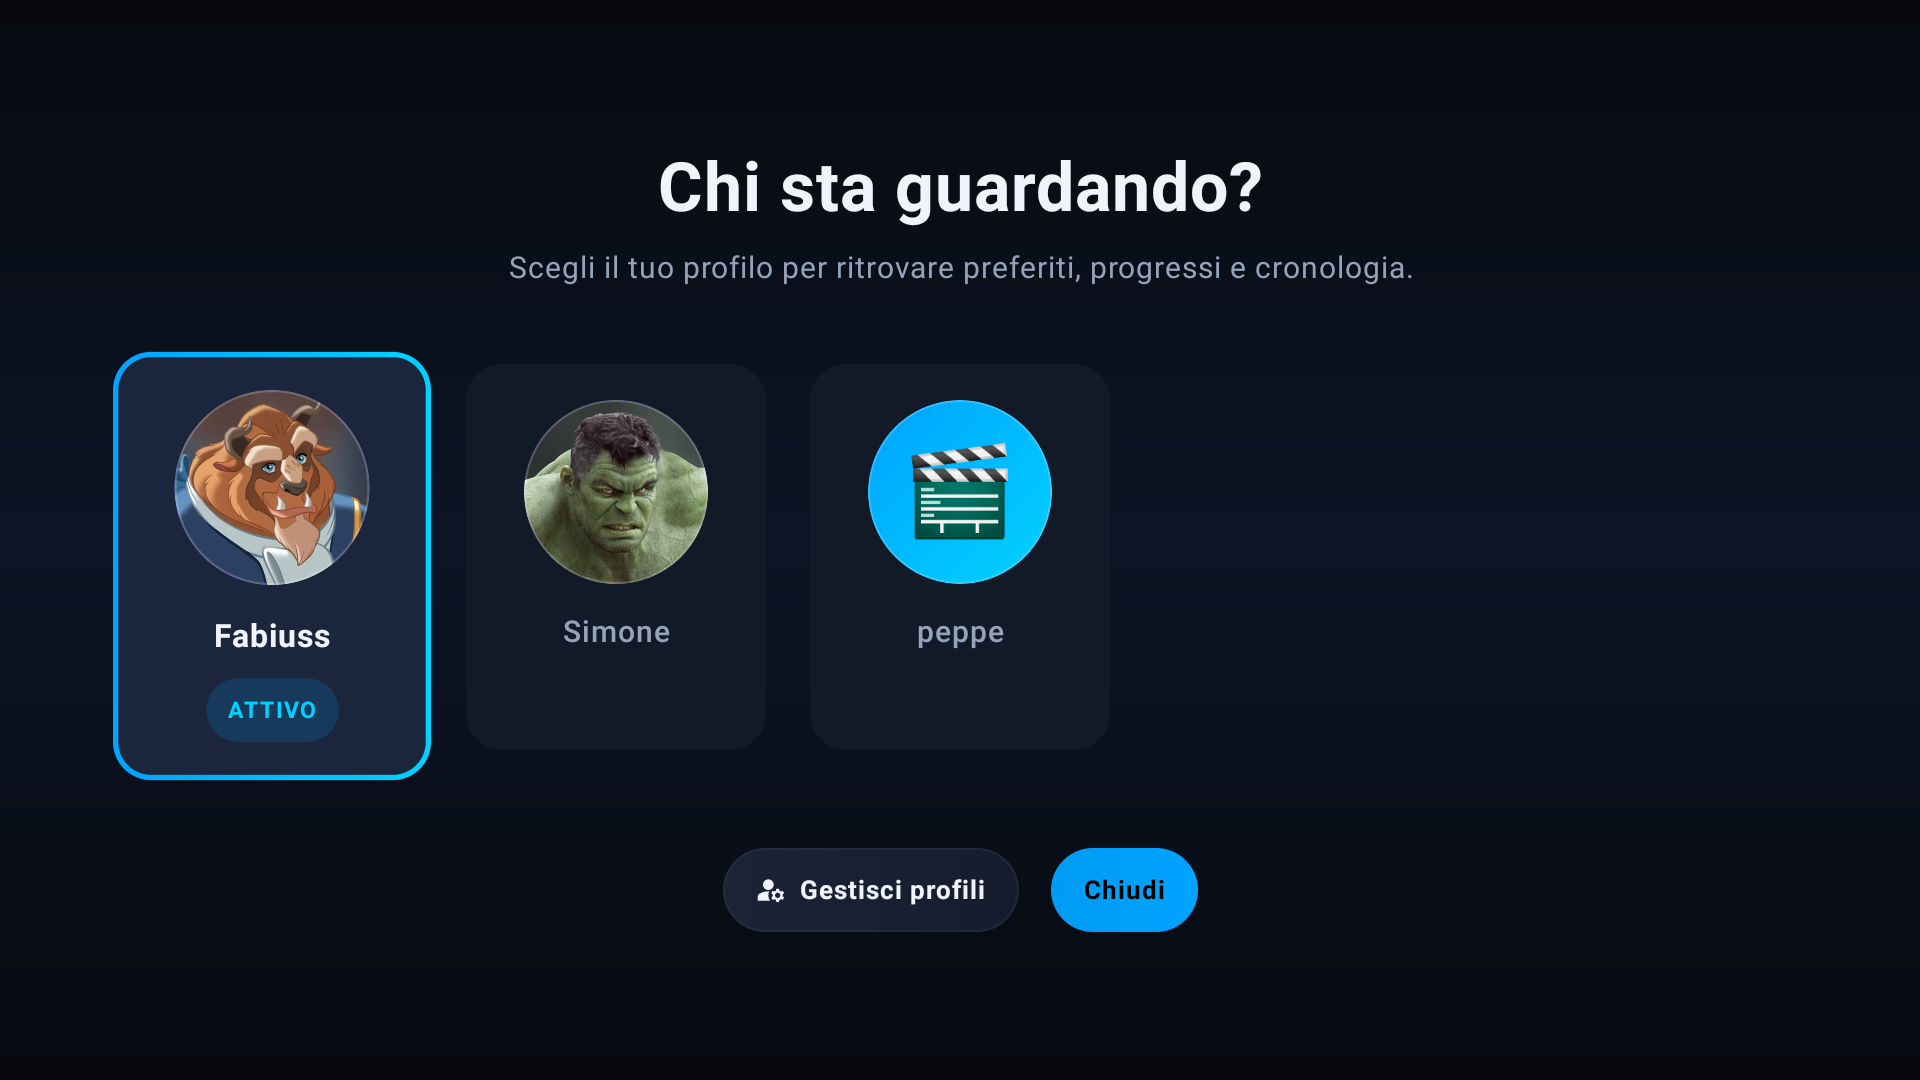 Chi sta guardando?
Scegli il tuo profilo per ritrovare preferiti, progressi e cronologia.
Fabiuss
ATTIVO
Simone
peppe
Gestisci profili
Chiudi